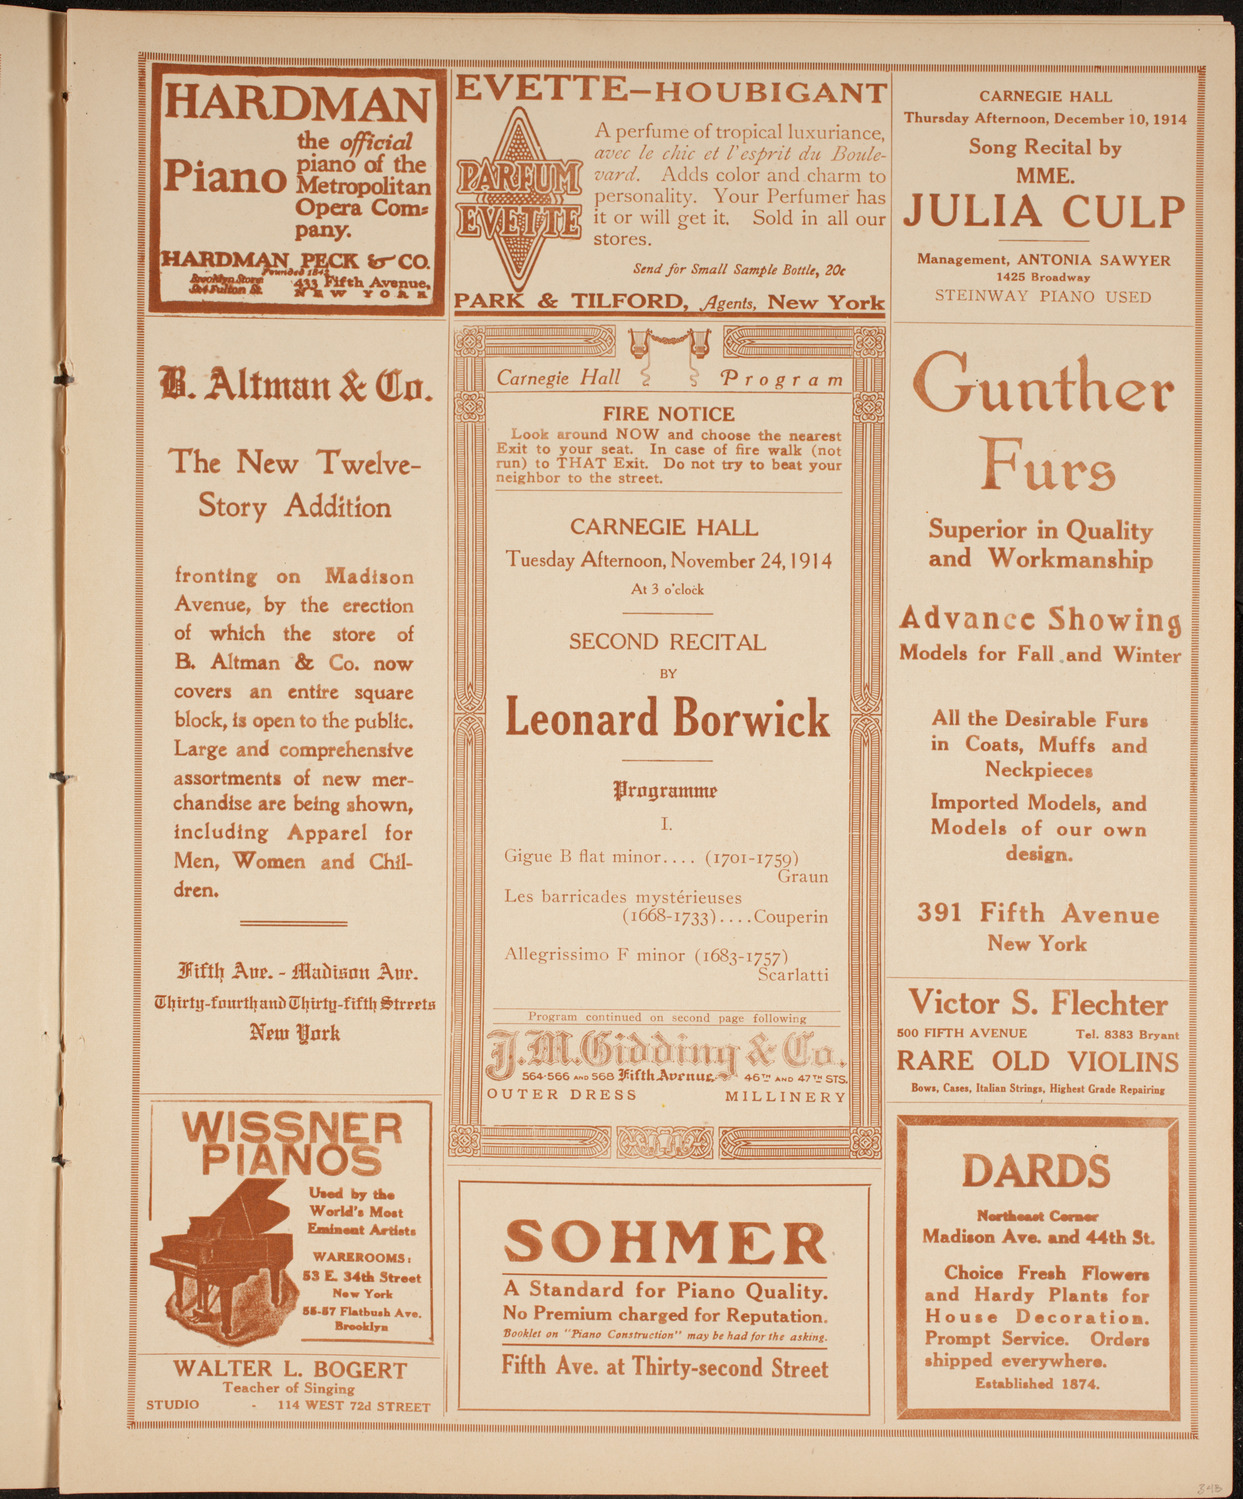 HARDMAN
Piano
the official
piano of the
Metropolitan
Opera Com-
pany.
HARDMAN, PECK & CO.
Founded 1842
Brooklyn Store
433 Fifth Avenue,
524 Fulton St.
NEW YORK
B. Altman & Co.
The New Twelve-
Story Addition
fronting on Madison
Avenue, by the erection
of which the store of
B. Altman & Co. now
covers an entire square
block, is open to the public.
Large and comprehensive
assortments of new mer-
chandise are being shown,
including Apparel for
Men, Women and Chil-
dren.
Fifth Ave. - Madison Ave.
Thirty-fourth and Thirty-fifth Streets
New York
WISSNER
PIANOS
Used by the
World's Most
Eminent Artists
WAREROOMS:
53 E. 34th Street
New York
55-57 Flatbush Ave.
Brooklyn
WALTER L. BOGERT
Teacher of Singing
STUDIO - 114 WEST 72d STREET
EVETTE—HOUBIGANT
PARFUM
EVETTE
A perfume of tropical luxuriance,
avec le chic et l'esprit du Boule-
vard. Adds color and charm to
personality. Your Perfumer has
it or will get it. Sold in all our
stores.
Send for Small Sample Bottle, 20c
PARK & TILFORD, Agents, New York
Carnegie Hall Program
FIRE NOTICE
Look around NOW and choose the nearest
Exit to your seat. In case of fire walk (not
run) to THAT Exit. Do not try to beat your
neighbor to the street.
CARNEGIE HALL
Tuesday Afternoon, November 24, 1914
At 3 o'clock
SECOND RECITAL
BY
Leonard Borwick
Programme
I.
Gigue B flat minor.... (1701-1759)
Graun
Les barricades mystérieuses
(1668-1733)....Couperin
Allegrissimo F minor (1683-1757)
Scarlatti
Program continued on second page following
J.M. Gidding & Co.
564-566 AND 568 Fifth Avenue. 46TH AND 47TH STS.
OUTER DRESS MILLINERY
SOHMER
A Standard for Piano Quality.
No Premium charged for Reputation.
Booklet on "Piano Construction" may be had for the asking.
Fifth Ave. at Thirty-second Street
CARNEGIE HALL
Thursday Afternoon, December 10, 1914
Song Recital by
MME.
JULIA CULP
Management, ANTONIA SAWYER
1425 Broadway
STEINWAY PIANO USED
Gunther
Furs
Superior in Quality
and Workmanship
Advance Showing
Models for Fall and Winter
All the Desirable Furs
in Coats, Muffs and
Neckpieces
Imported Models, and
Models of our own
design.
391 Fifth Avenue
New York
Victor S. Flechter
500 FIFTH AVENUE Tel. 8383 Bryant
RARE OLD VIOLINS
Bows, Cases, Italian Strings, Highest Grade Repairing
DARDS
Northeast Corner
Madison Ave. and 44th St.
Choice Fresh Flowers
and Hardy Plants for
House Decoration.
Prompt Service. Orders
shipped everywhere.
Established 1874.